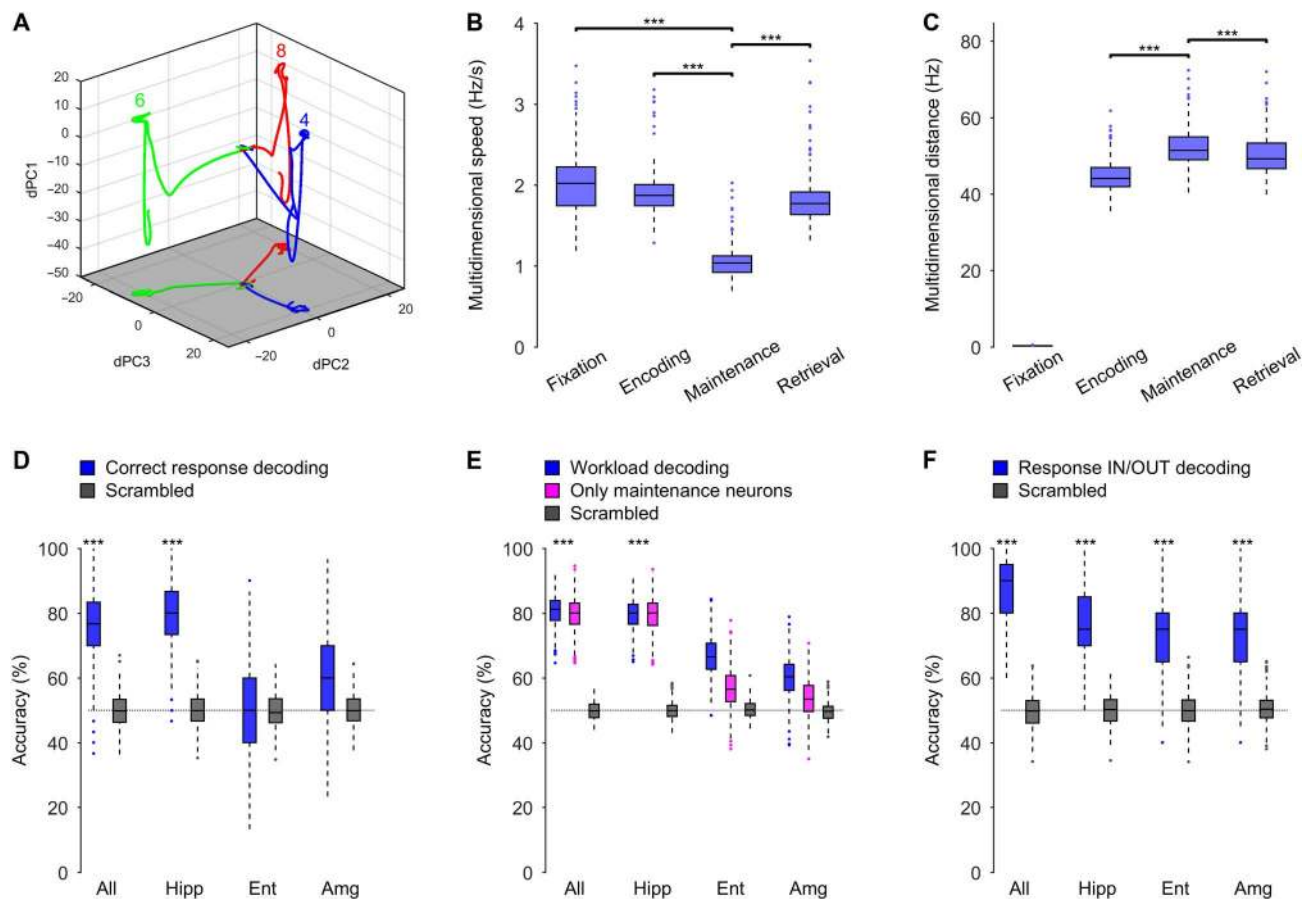 A
6
8
4
dPC1
20
10
0
−10
−20
−30
−40
−50
−20
0
20
dPC3
−20
0
20
dPC2
B
***
***
***
Multidimensional speed (Hz/s)
4
3
2
1
0
Fixation
Encoding
Maintenance
Retrieval
C
***
***
Multidimensional distance (Hz)
80
60
40
20
0
Fixation
Encoding
Maintenance
Retrieval
D
Correct response decoding
Scrambled
*** ***
Accuracy (%)
100
80
60
40
20
0
All Hipp Ent Amg
E
Workload decoding
Only maintenance neurons
Scrambled
*** ***
Accuracy (%)
100
80
60
40
20
0
All Hipp Ent Amg
F
Response IN/OUT decoding
Scrambled
*** *** *** ***
Accuracy (%)
100
80
60
40
20
0
All Hipp Ent Amg